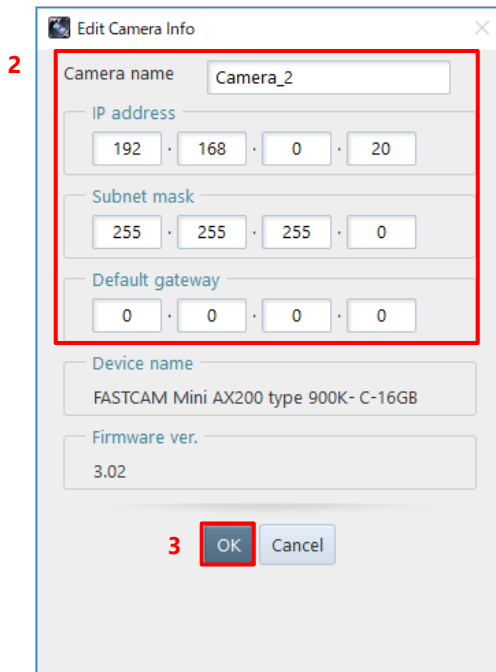 Edit Camera Info
2
Camera name Camera_2
IP address
192 . 168 . 0 . 20
Subnet mask
255 . 255 . 255 . 0
Default gateway
0 . 0 . 0 . 0
Device name
FASTCAM Mini AX200 type 900K- C-16GB
Firmware ver.
3.02
3 OK Cancel